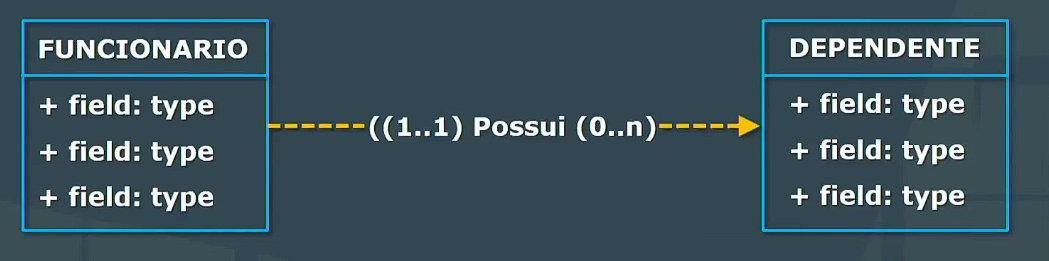 FUNCIONARIO
+ field: type
+ field: type
+ field: type
((1..1) Possui (0..n)
DEPENDENTE
+ field: type
+ field: type
+ field: type